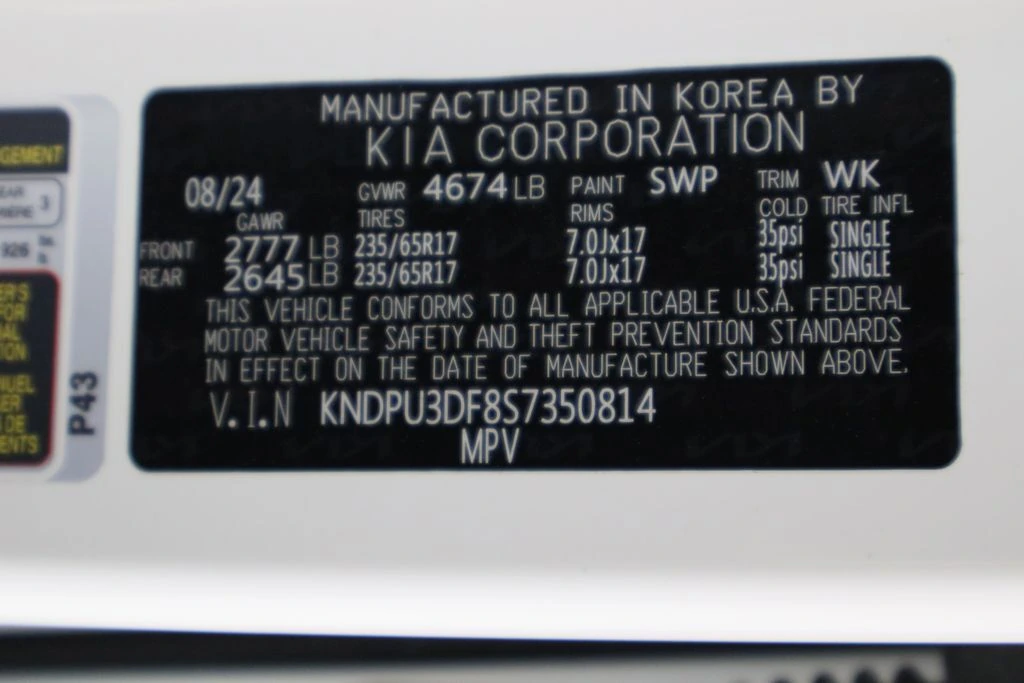 MANUFACTURED IN KOREA BY
KIA CORPORATION
08/24 GVWR 4674 LB PAINT SWP TRIM WK
GAWR TIRES RIMS COLD TIRE INFL
FRONT 2777 LB 235/65R17 7.0Jx17 35psi SINGLE
REAR 2645 LB 235/65R17 7.0Jx17 35psi SINGLE
THIS VEHICLE CONFORMS TO ALL APPLICABLE U.S.A. FEDERAL
MOTOR VEHICLE SAFETY AND THEFT PREVENTION STANDARDS
IN EFFECT ON THE DATE OF MANUFACTURE SHOWN ABOVE.
V.I.N KNDPU3DF8S7350814
MPV
GEMENT
3
926
P43